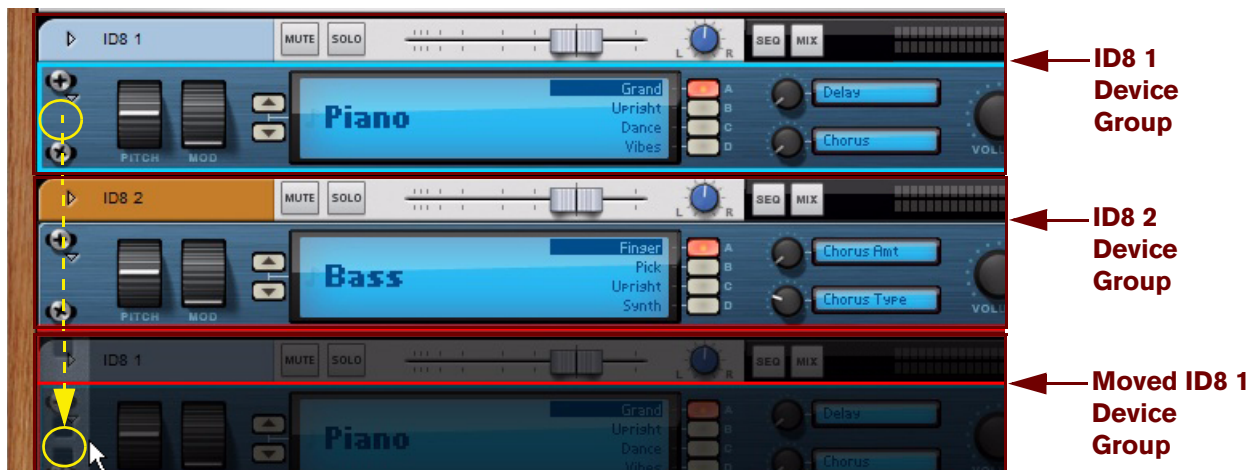 ID8 1 MUTE SOLO L R SEQ MIX
ID8 1
Device
Group
Piano
Grand A
Upright B
Dance C
Vibes D
Delay
Chorus
PITCH MOD
ID8 2 MUTE SOLO L R SEQ MIX
ID8 2
Device
Group
Bass
Finger A
Pick B
Upright C
Synth D
Chorus Amt
Chorus Type
PITCH MOD
ID8 1 MUTE SOLO L R SEQ MIX
Moved ID8 1
Device
Group
Piano
Grand A
Upright B
Dance C
Vibes D
Delay
Chorus